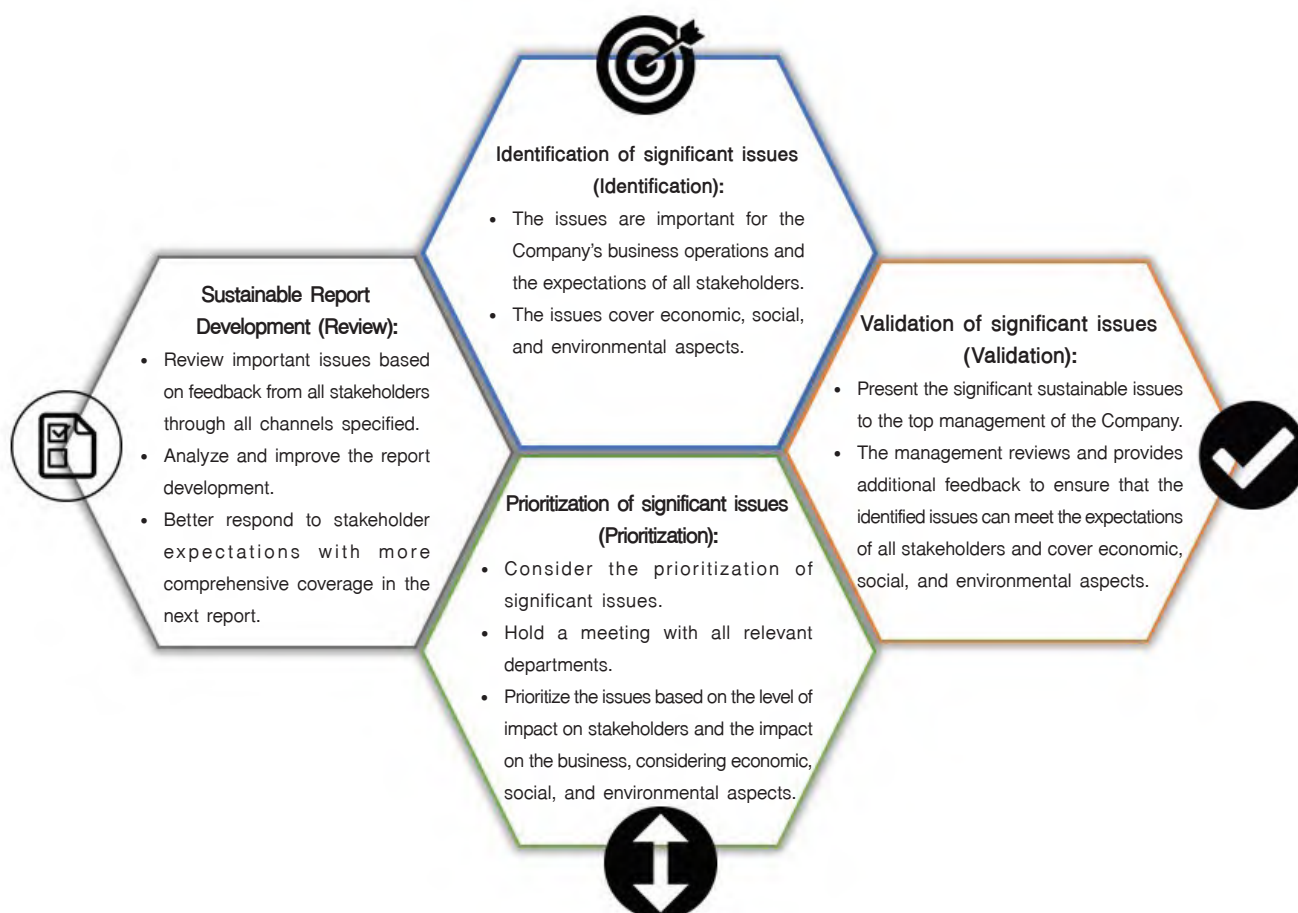 Identification of significant issues
(Identification):
• The issues are important for the
Company's business operations and
the expectations of all stakeholders.
• The issues cover economic, social,
and environmental aspects.
Sustainable Report
Development (Review):
• Review important issues based
on feedback from all stakeholders
through all channels specified.
• Analyze and improve the report
development.
• Better respond to stakeholder
expectations with more
comprehensive coverage in the
next report.
Validation of significant issues
(Validation):
• Present the significant sustainable issues
to the top management of the Company.
• The management reviews and provides
additional feedback to ensure that the
identified issues can meet the expectations
of all stakeholders and cover economic,
social, and environmental aspects.
Prioritization of significant issues
(Prioritization):
• Consider the prioritization of
significant issues.
• Hold a meeting with all relevant
departments.
• Prioritize the issues based on the level of
impact on stakeholders and the impact
on the business, considering economic,
social, and environmental aspects.